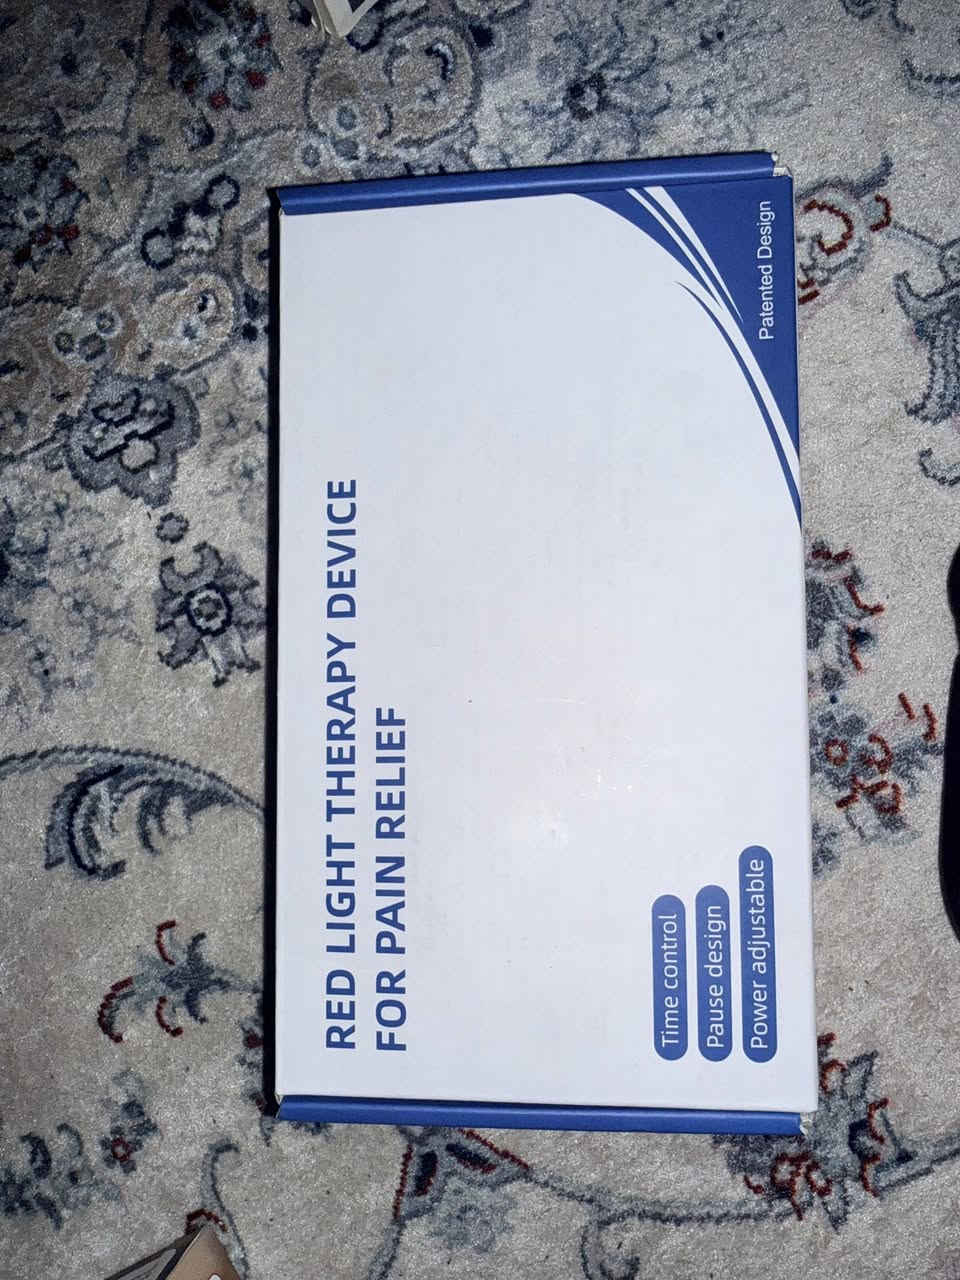 Patented Design
RED LIGHT THERAPY DEVICE
FOR PAIN RELIEF
Time control
Pause design
Power adjustable